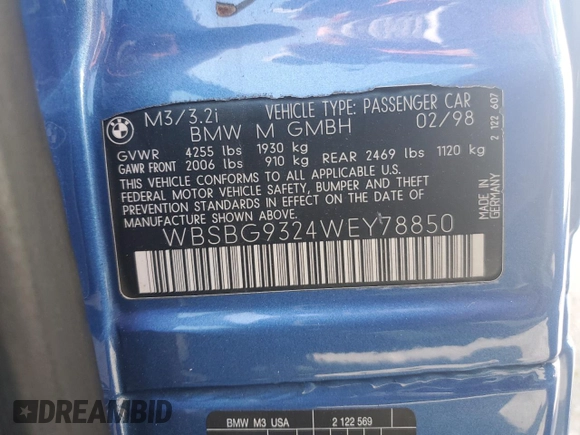 BMW
M3/3.2i VEHICLE TYPE: PASSENGER CAR
BMW M GMBH 02/98
GVWR 4255 lbs 1930 kg
GAWR FRONT 2006 lbs 910 kg REAR 2469 lbs 1120 kg
THIS VEHICLE CONFORMS TO ALL APPLICABLE U.S.
FEDERAL MOTOR VEHICLE SAFETY, BUMPER AND THEFT
PREVENTION STANDARDS IN EFFECT ON THE DATE OF
MANUFACTURE SHOWN ABOVE.
WBSBG9324WEY78850
2 122 607
MADE IN
GERMANY
DREAMBID
BMW M3 USA 2 122 569